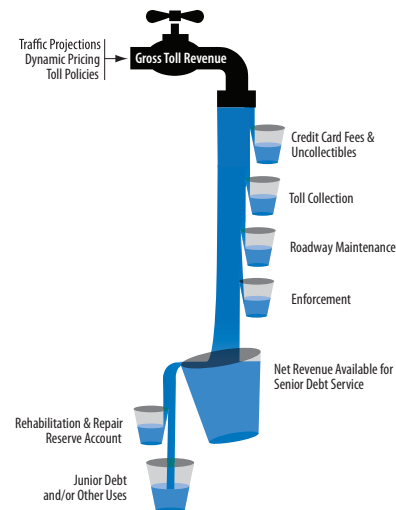 Traffic Projections
Dynamic Pricing
Toll Policies
Gross Toll Revenue
Credit Card Fees &
Uncollectibles
Toll Collection
Roadway Maintenance
Enforcement
Net Revenue Available for
Senior Debt Service
Rehabilitation & Repair
Reserve Account
Junior Debt
and/or Other Uses